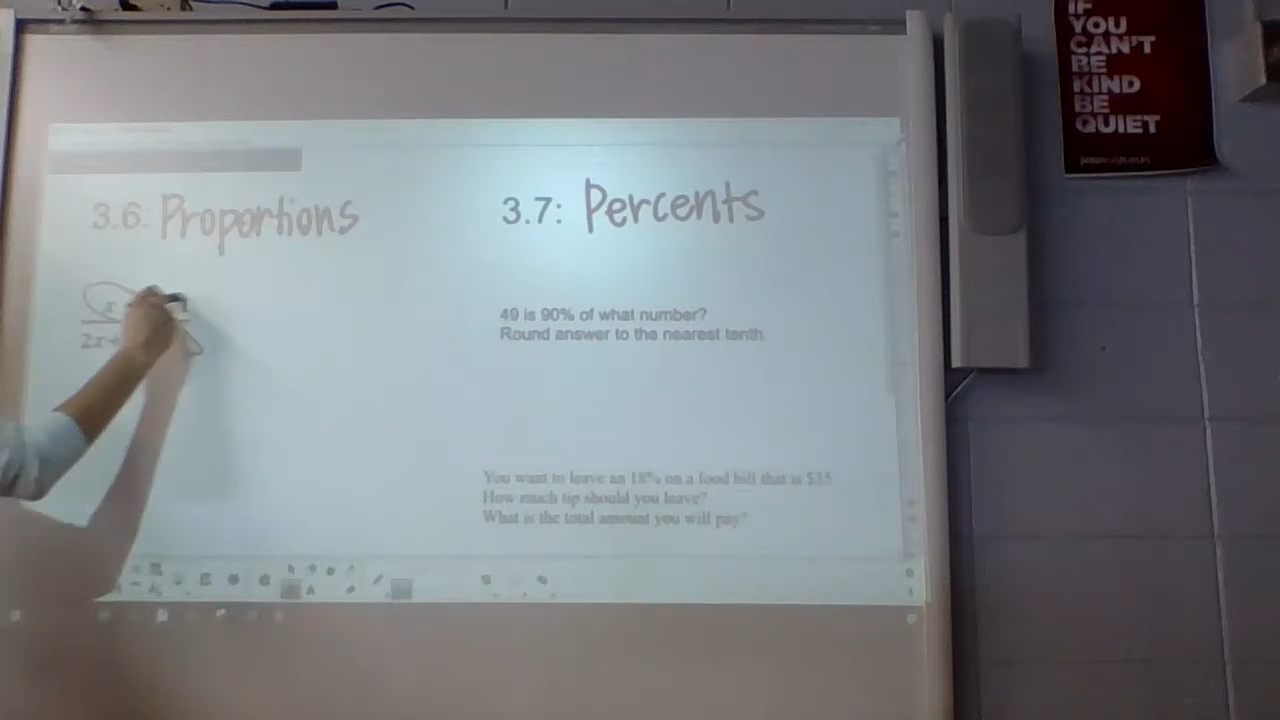 3.6: Proportions
x
2x+
3.7: Percents
49 is 90% of what number?
Round answer to the nearest tenth.
You want to leave an 18% on a food bill that is $35.
How much tip should you leave?
What is the total amount you will pay?
IF
YOU
CAN'T
BE
KIND
BE
QUIET